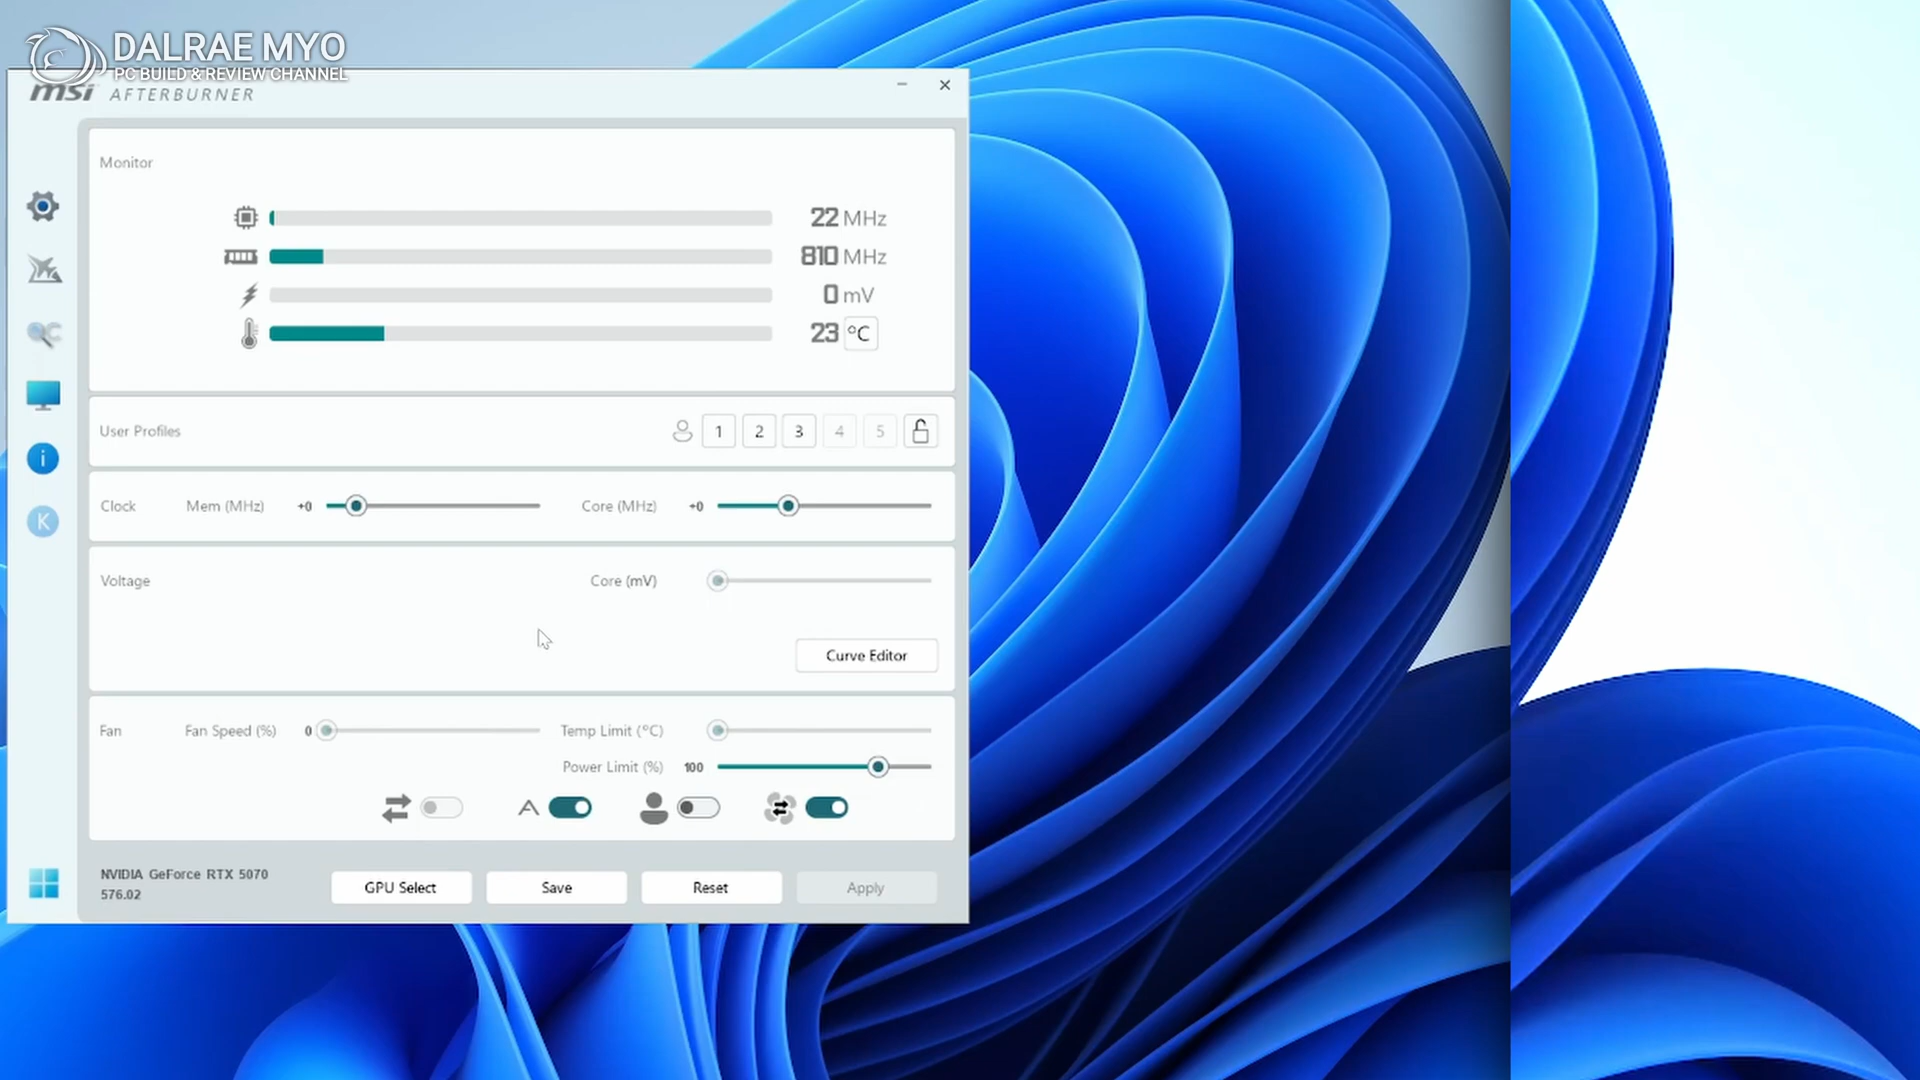 DALRAE MYO
PC BUILD & REVIEW CHANNEL
msi AFTERBURNER
Monitor
22 MHz
810 MHz
0 mV
23 °C
User Profiles 1 2 3 4 5
Clock Mem (MHz) +0 Core (MHz) +0
Voltage Core (mV)
Curve Editor
Fan Fan Speed (%) 0 Temp Limit (°C)
Power Limit (%) 100
A
i
K
NVIDIA GeForce RTX 5070
576.02
GPU Select Save Reset Apply